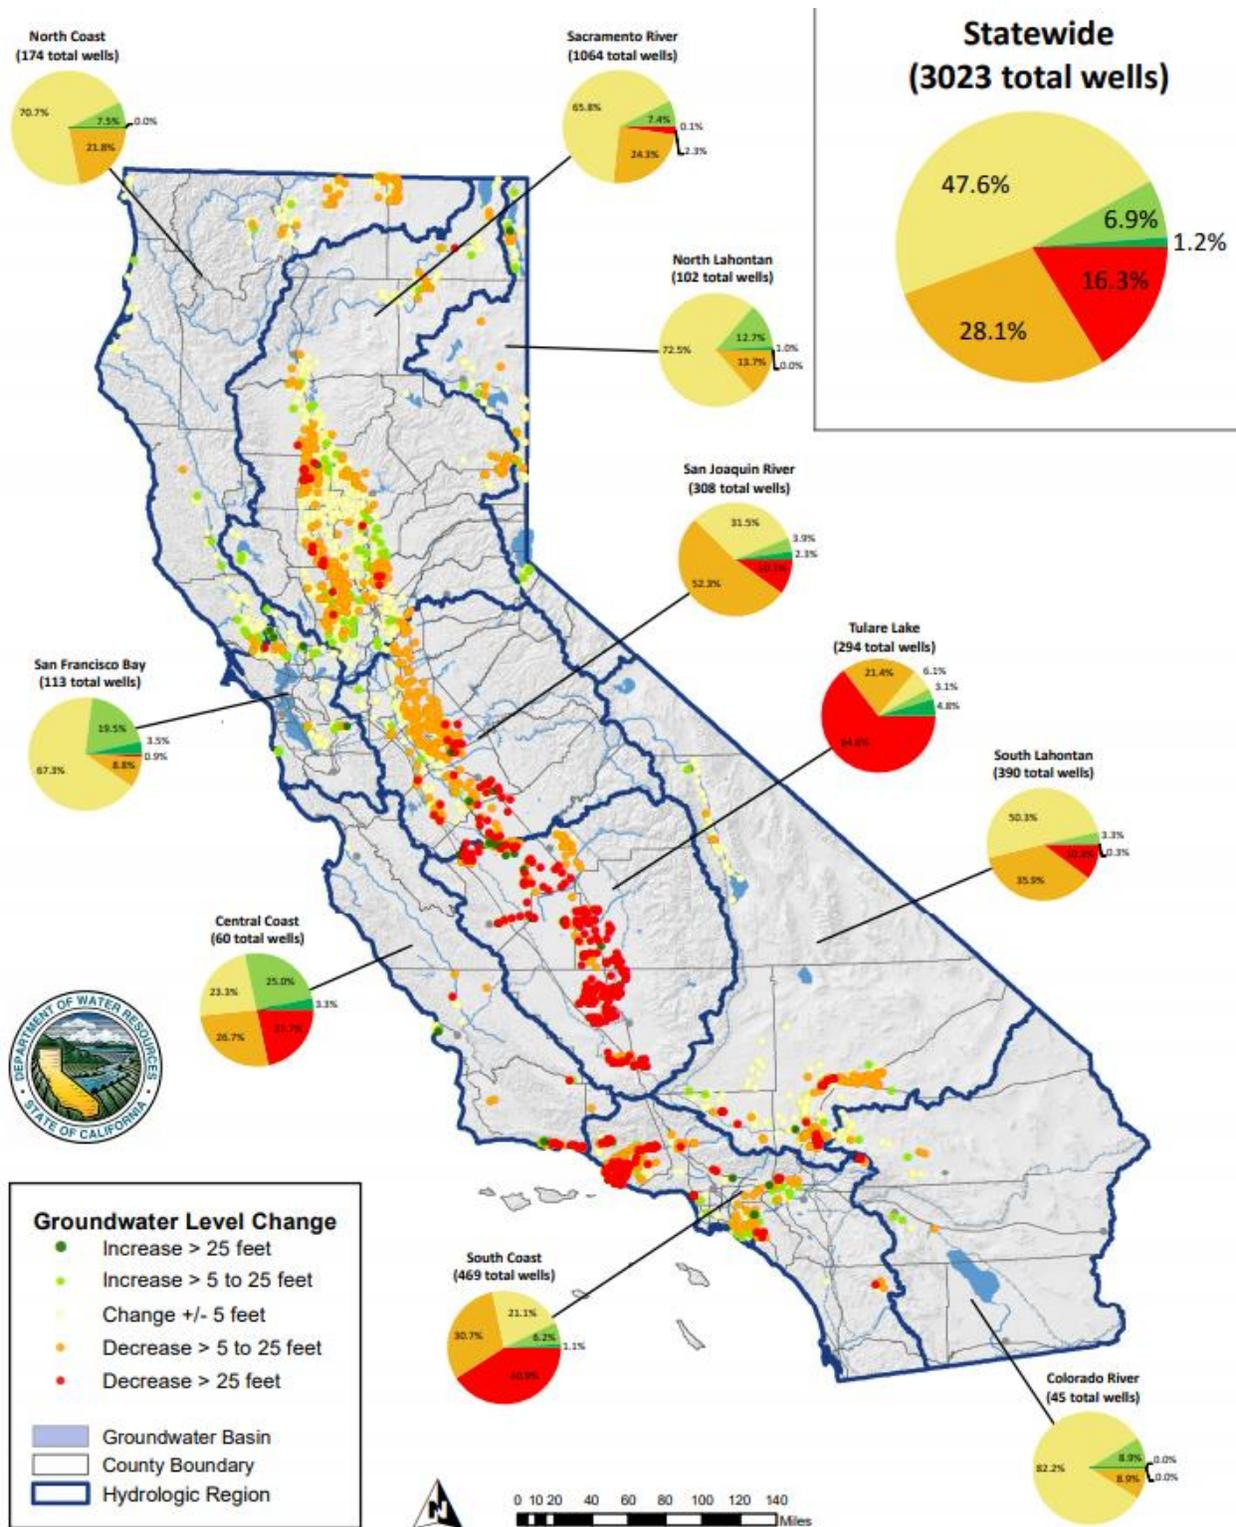 North Coast
(174 total wells)
70.7%
7.5%
0.0%
21.8%
Sacramento River
(1064 total wells)
65.8%
7.4%
0.1%
2.3%
24.3%
Statewide
(3023 total wells)
47.6%
6.9%
1.2%
16.3%
28.1%
North Lahontan
(102 total wells)
72.5%
12.7%
1.0%
0.0%
13.7%
San Joaquin River
(308 total wells)
31.5%
3.9%
2.3%
10.1%
52.3%
Tulare Lake
(294 total wells)
21.4%
6.1%
3.1%
4.8%
64.6%
San Francisco Bay
(113 total wells)
19.5%
3.5%
0.9%
8.8%
67.3%
South Lahontan
(390 total wells)
50.3%
3.3%
0.3%
35.9%
Central Coast
(60 total wells)
23.3%
25.0%
3.3%
21.7%
26.7%
DEPARTMENT OF WATER RESOURCES
STATE OF CALIFORNIA
Groundwater Level Change
Increase > 25 feet
Increase > 5 to 25 feet
Change +/- 5 feet
Decrease > 5 to 25 feet
Decrease > 25 feet
Groundwater Basin
County Boundary
Hydrologic Region
South Coast
(469 total wells)
21.1%
30.7%
6.2%
1.1%
40.9%
Colorado River
(45 total wells)
82.2%
8.9%
0.0%
0.0%
8.9%
N
0 10 20 40 60 80 100 120 140
Miles